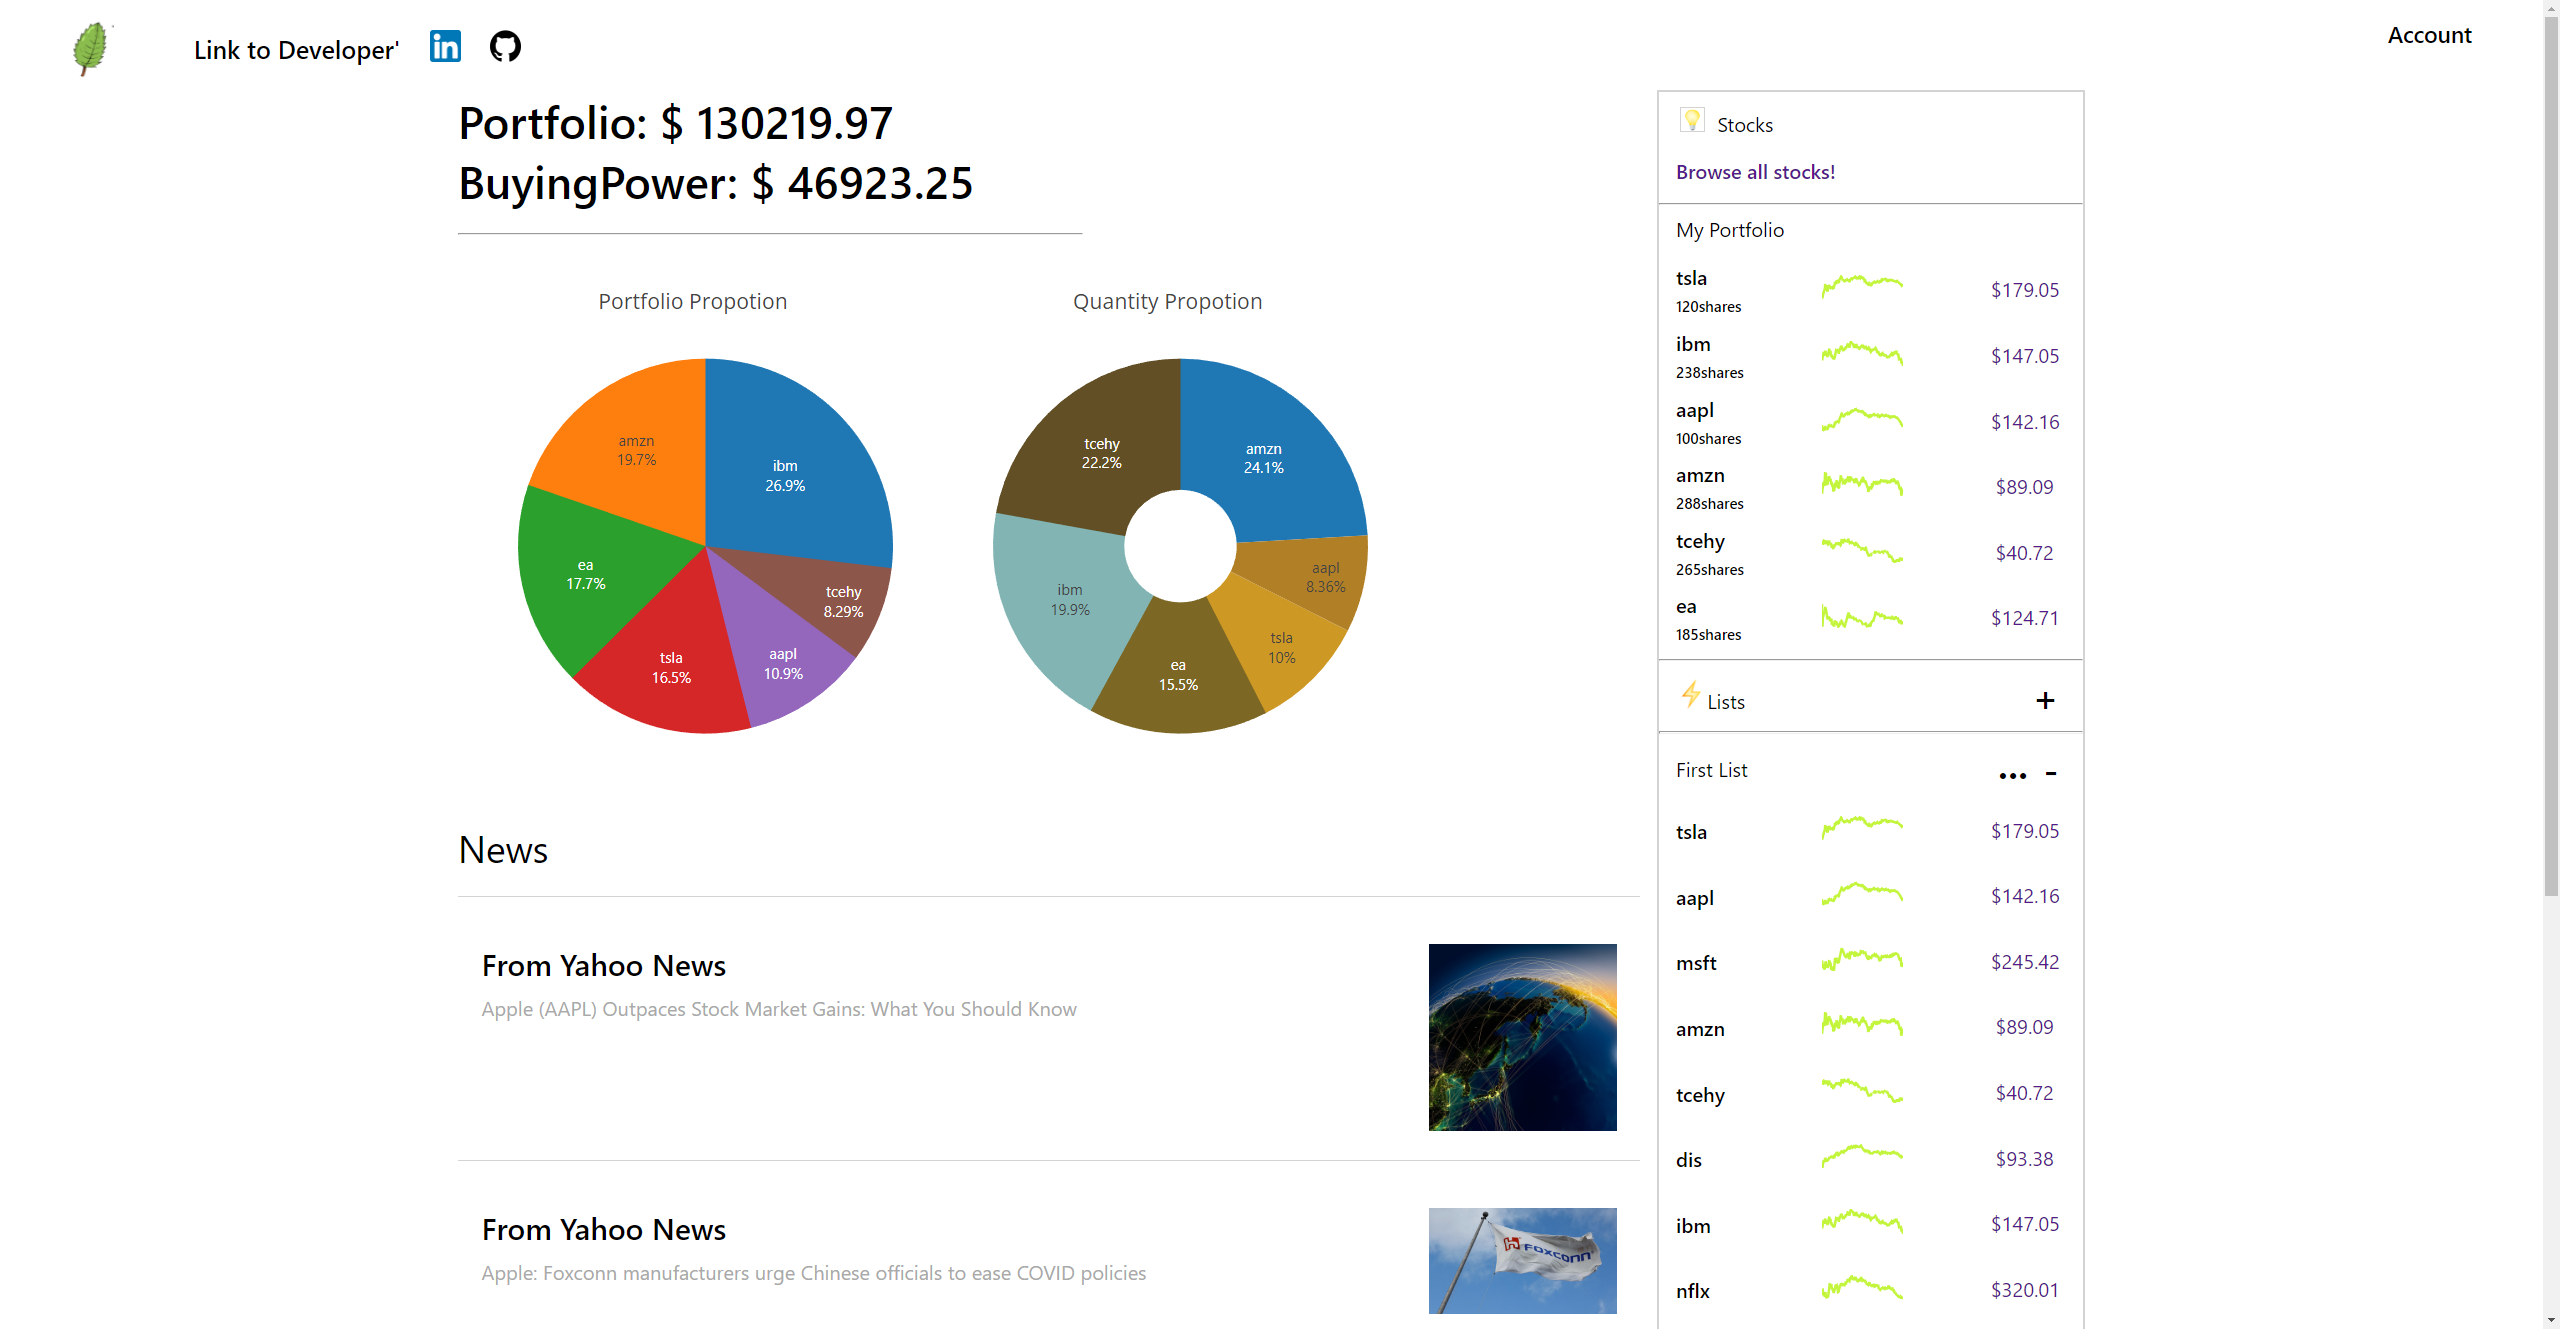 Link to Developer'
Account
Portfolio: $ 130219.97
BuyingPower: $ 46923.25
Portfolio Propotion
amzn
19.7%
ibm
26.9%
ea
17.7%
tcehy
8.29%
tsla
16.5%
aapl
10.9%
Quantity Propotion
tcehy
22.2%
amzn
24.1%
ibm
19.9%
aapl
8.36%
tsla
10%
ea
15.5%
News
From Yahoo News
Apple (AAPL) Outpaces Stock Market Gains: What You Should Know
From Yahoo News
Apple: Foxconn manufacturers urge Chinese officials to ease COVID policies
FOXCONN
Stocks
Browse all stocks!
My Portfolio
tsla
120shares
$179.05
ibm
238shares
$147.05
aapl
100shares
$142.16
amzn
288shares
$89.09
tcehy
265shares
$40.72
ea
185shares
$124.71
Lists +
First List ... -
tsla $179.05
aapl $142.16
msft $245.42
amzn $89.09
tcehy $40.72
dis $93.38
ibm $147.05
nflx $320.01